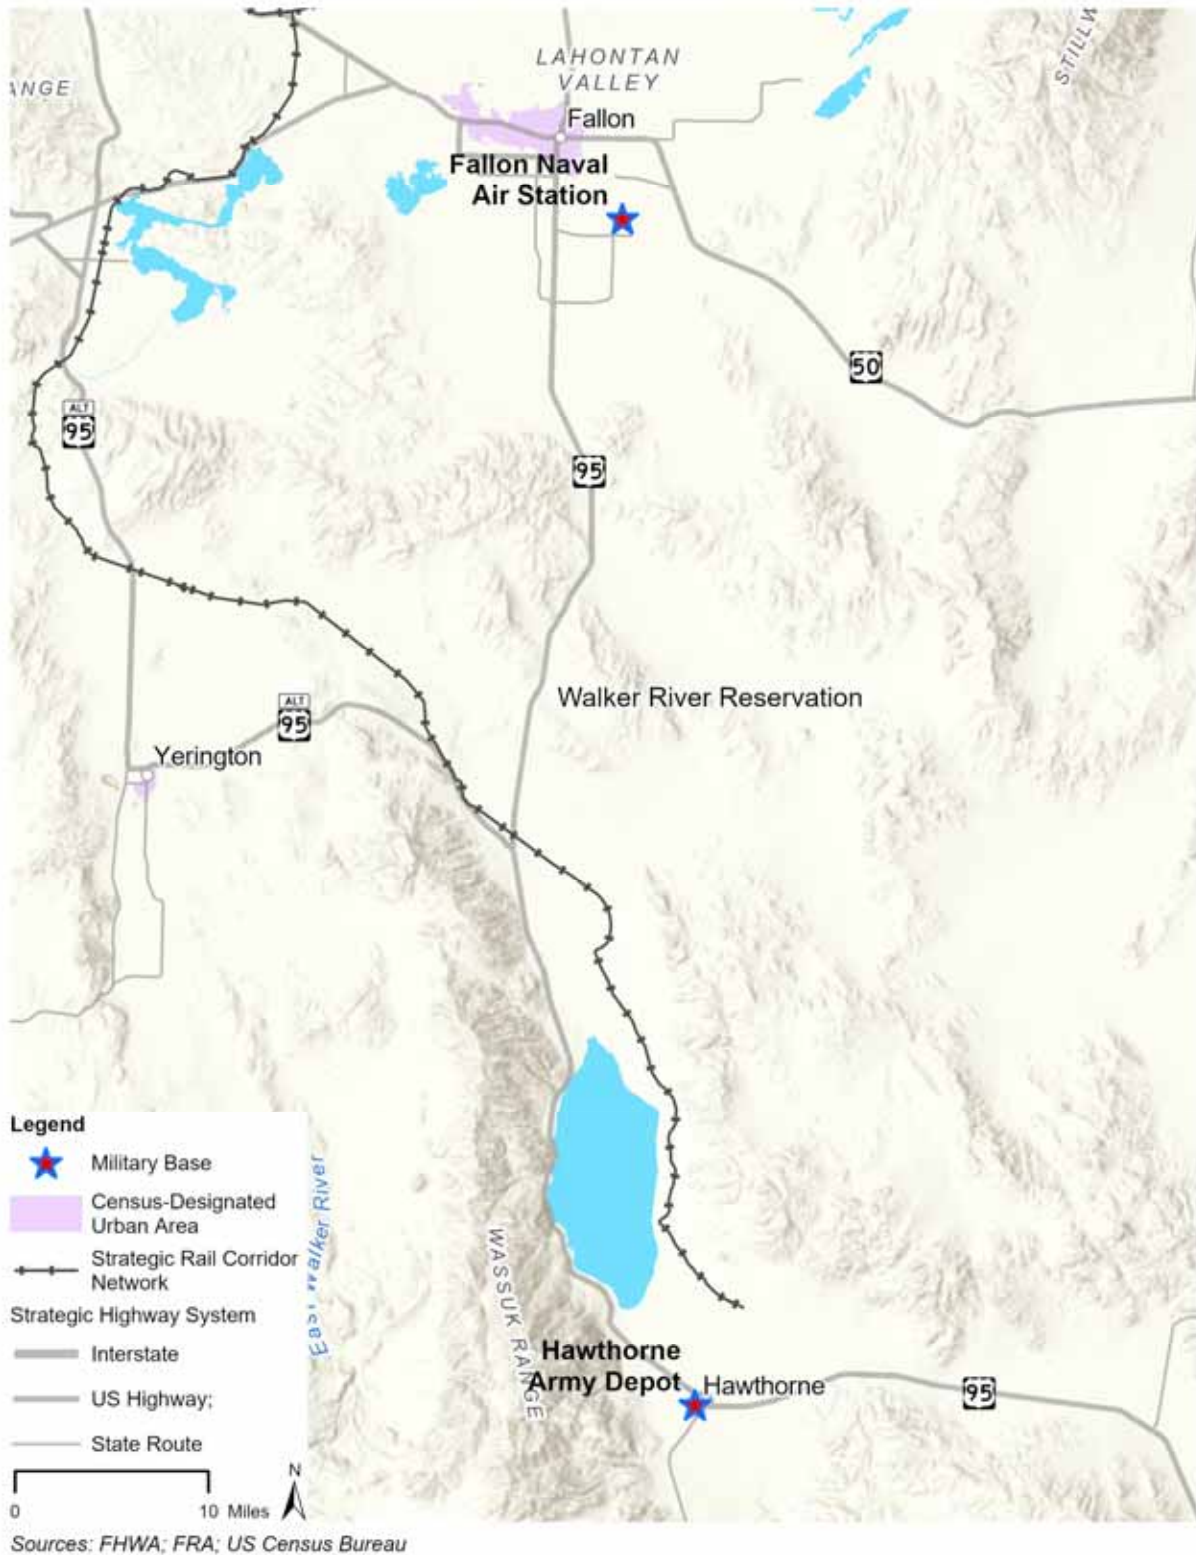 LAHONTAN
VALLEY
STILLW
ANGE
Fallon
Fallon Naval
Air Station
50
ALT
95
95
Walker River Reservation
ALT
95
Yerington
Legend
Military Base
Census-Designated
Urban Area
Strategic Rail Corridor
Network
Strategic Highway System
Interstate
US Highway;
State Route
0 10 Miles
N
East Walker River
WASSUK RANGE
Hawthorne
Army Depot
Hawthorne
95
Sources: FHWA; FRA; US Census Bureau